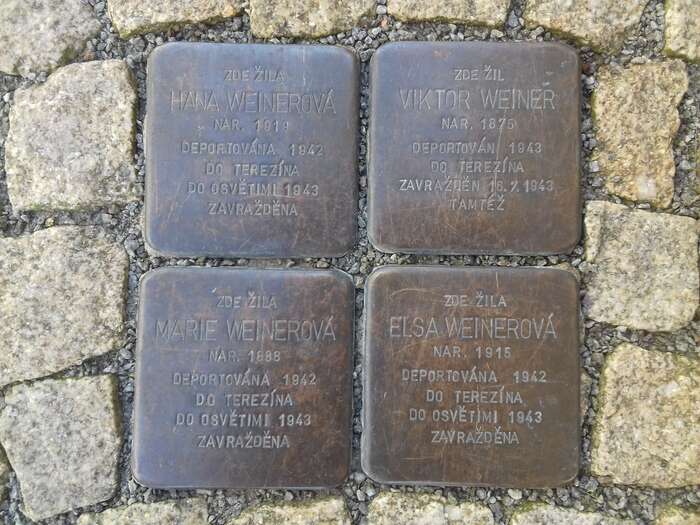 ZDE ŽILA
HANA WEINEROVÁ
NAR. 1919
DEPORTOVÁNA 1942
DO TEREZÍNA
DO OSVĚTIMI 1943
ZAVRAŽDĚNA
ZDE ŽIL
VIKTOR WEINER
NAR. 1875
DEPORTOVÁN 1943
DO TEREZÍNA
ZAVRAŽDĚN 16.7.1943
TAMTÉŽ
ZDE ŽILA
MARIE WEINEROVÁ
NAR. 1888
DEPORTOVÁNA 1942
DO TEREZÍNA
DO OSVĚTIMI 1943
ZAVRAŽDĚNA
ZDE ŽILA
ELSA WEINEROVÁ
NAR. 1915
DEPORTOVÁNA 1942
DO TEREZÍNA
DO OSVĚTIMI 1943
ZAVRAŽDĚNA